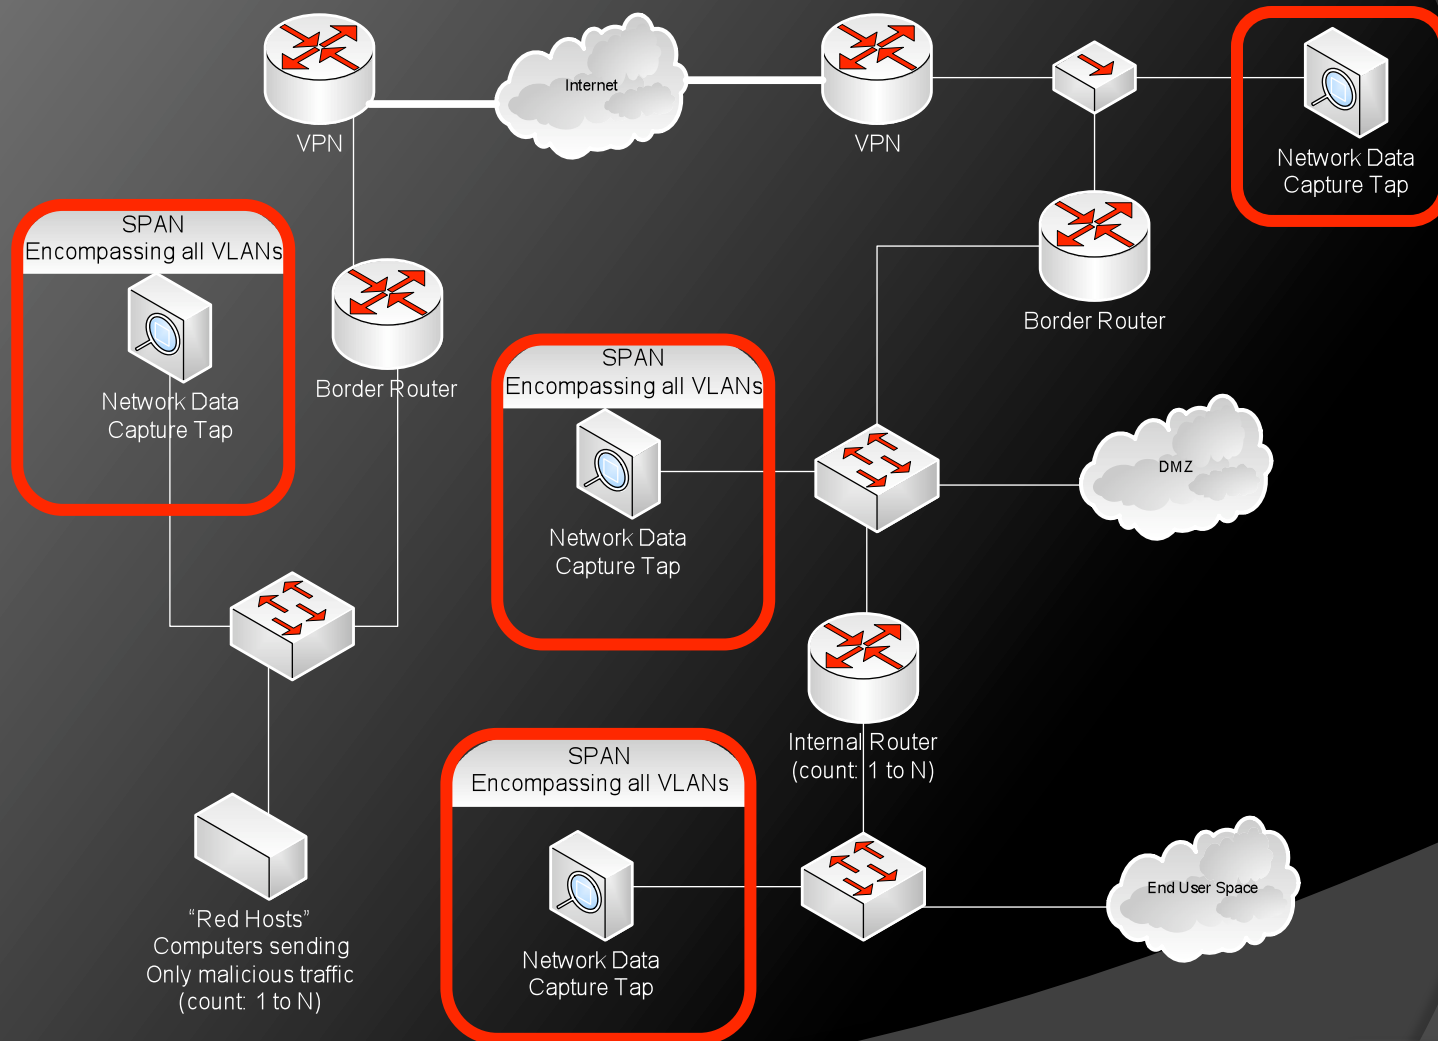 Internet
VPN
VPN
Network Data
Capture Tap
SPAN
Encompassing all VLANs
Network Data
Capture Tap
Border Router
Border Router
SPAN
Encompassing all VLANs
Network Data
Capture Tap
DMZ
Internal Router
(count: 1 to N)
SPAN
Encompassing all VLANs
Network Data
Capture Tap
End User Space
“Red Hosts”
Computers sending
Only malicious traffic
(count: 1 to N)